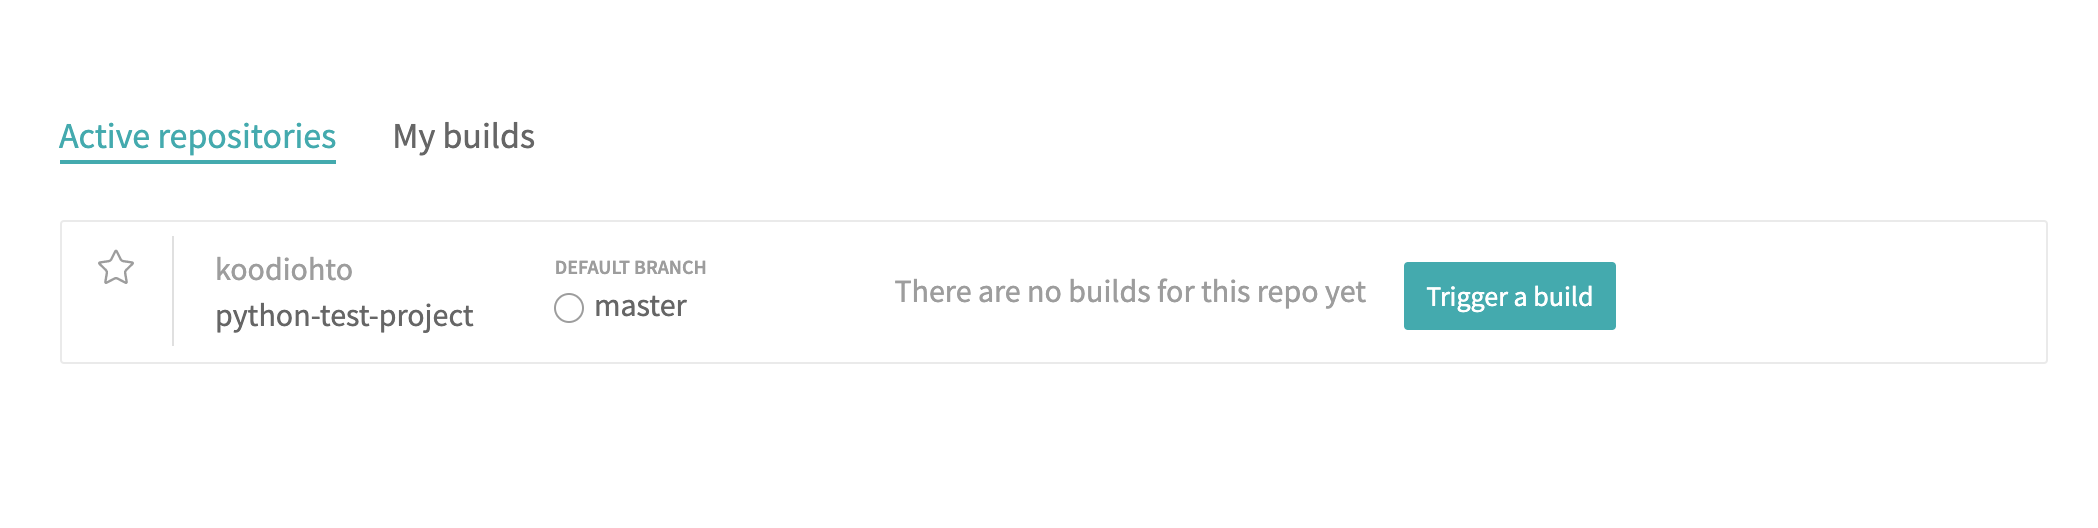 Active repositories My builds
koodiohto
python-test-project
DEFAULT BRANCH
master
There are no builds for this repo yet
Trigger a build